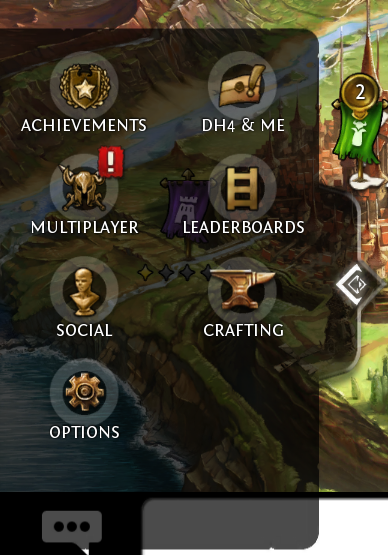 ACHIEVEMENTS
DH4 & ME
2
!
MULTIPLAYER
LEADERBOARDS
SOCIAL
CRAFTING
OPTIONS